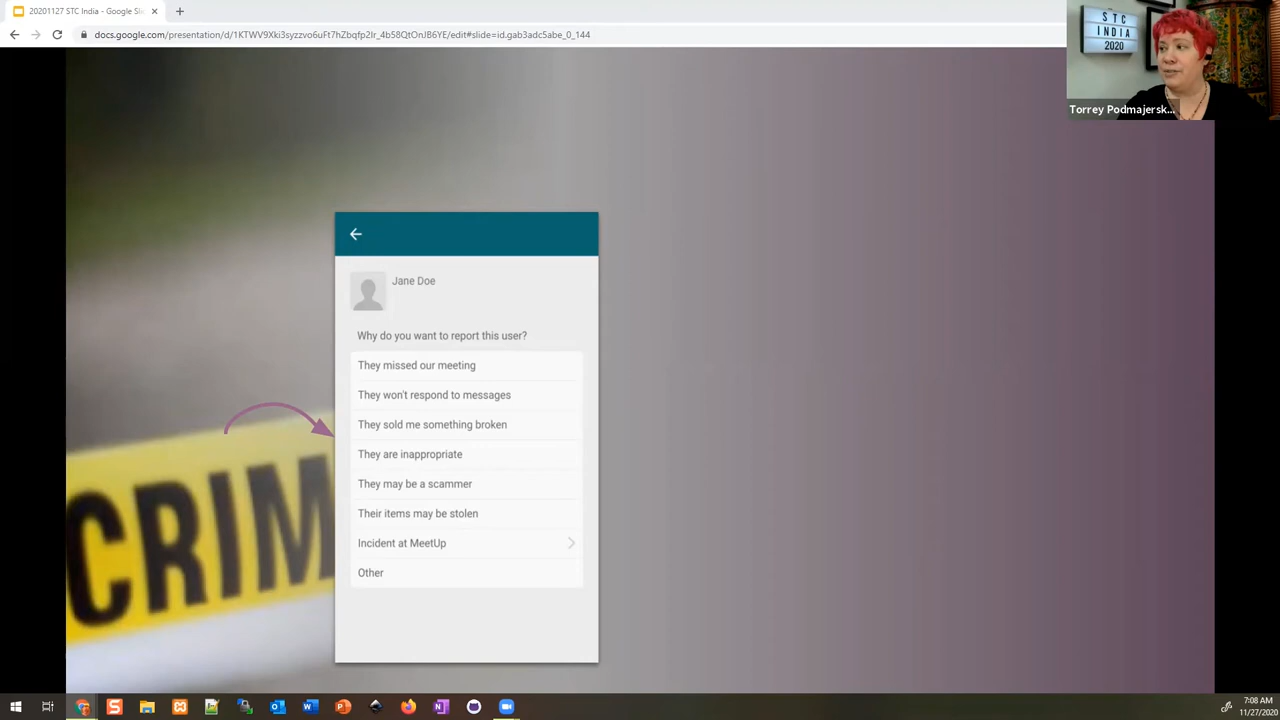 20201127 STC India - Google Sli
docs.google.com/presentation/d/1KTWV9Xki3syzzvo6uFt7hZbqfp2lr_4b58QtOnJB6YE/edit#slide=id.gab3adc5abe_0_144
STC
INDIA
2020
Torrey Podmajersk...
Jane Doe
Why do you want to report this user?
They missed our meeting
They won't respond to messages
They sold me something broken
They are inappropriate
They may be a scammer
Their items may be stolen
Incident at MeetUp
Other
CRIM
7:08 AM
11/27/2020